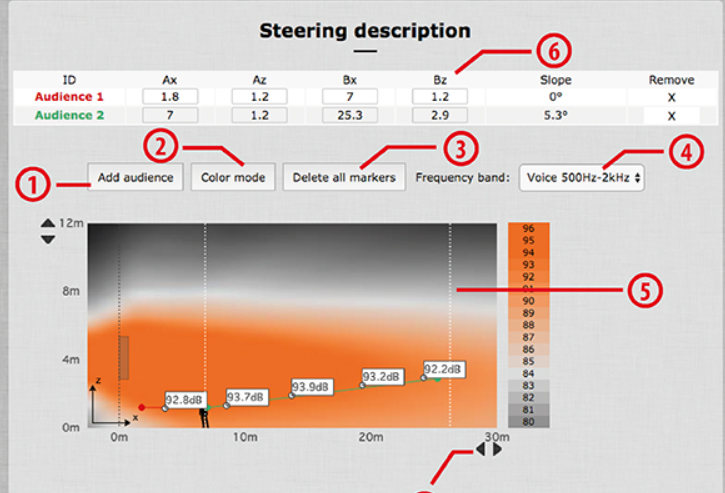 Steering description
6
ID Ax Az Bx Bz Slope Remove
Audience 1 1.8 1.2 7 1.2 0° X
Audience 2 7 1.2 25.3 2.9 5.3° X
2 3 4
1 Add audience Color mode Delete all markers Frequency band: Voice 500Hz-2kHz
12m
8m
4m
0m
z
x
92.8dB
93.7dB
93.9dB
93.2dB
92.2dB
0m 10m 20m 30m
96
95
94
93
92
91
90
89
88
87
86
85
84
83
82
81
80
5